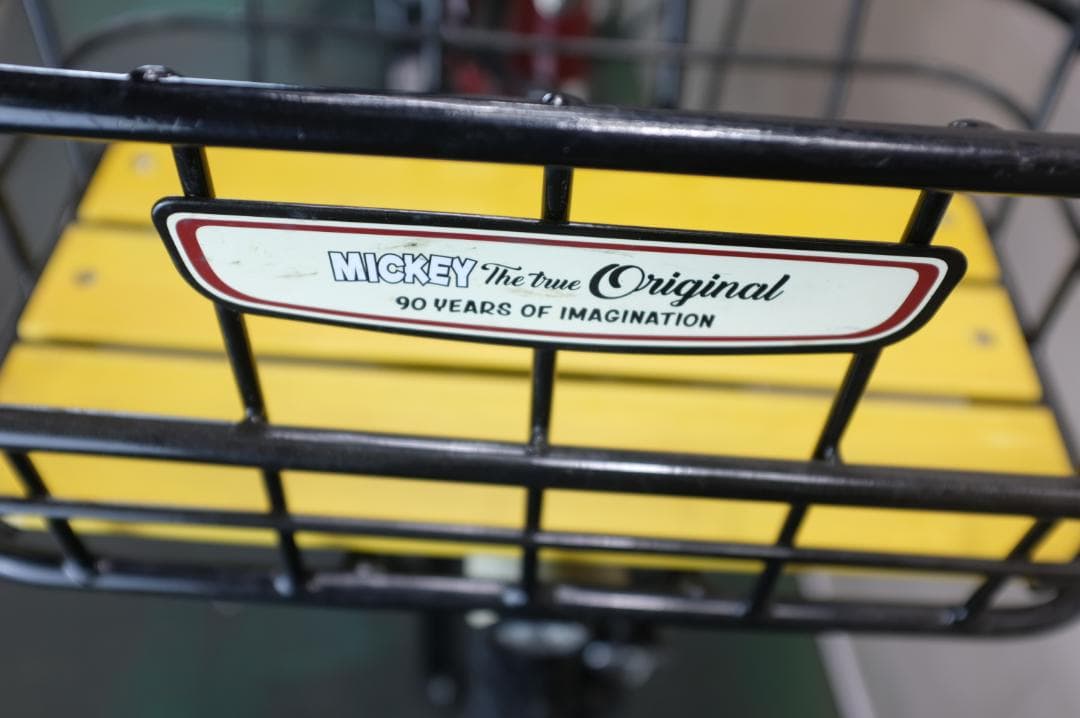 MICKEY The true Original
90 YEARS OF IMAGINATION